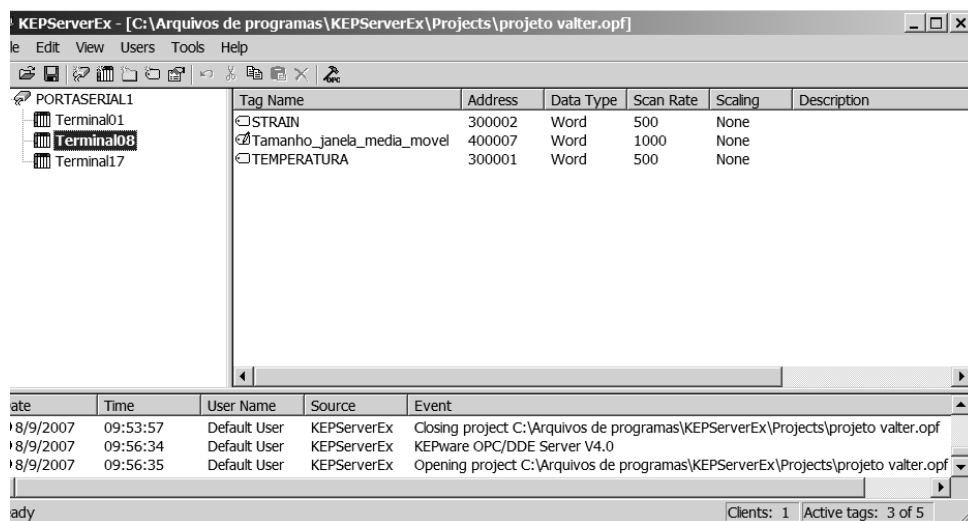 KEPServerEx - [C:\Arquivos de programas\KEPServerEx\Projects\projeto valter.opf]
le Edit View Users Tools Help
OPC
PORTASERIAL1
Terminal01
Terminal08
Terminal17
Tag Name Address Data Type Scan Rate Scaling Description
STRAIN 300002 Word 500 None
Tamanho_janela_media_movel 400007 Word 1000 None
TEMPERATURA 300001 Word 500 None
ate Time User Name Source Event
8/9/2007 09:53:57 Default User KEPServerEx Closing project C:\Arquivos de programas\KEPServerEx\Projects\projeto valter.opf
8/9/2007 09:56:34 Default User KEPServerEx KEPware OPC/DDE Server V4.0
8/9/2007 09:56:35 Default User KEPServerEx Opening project C:\Arquivos de programas\KEPServerEx\Projects\projeto valter.opf
ady Clients: 1 Active tags: 3 of 5